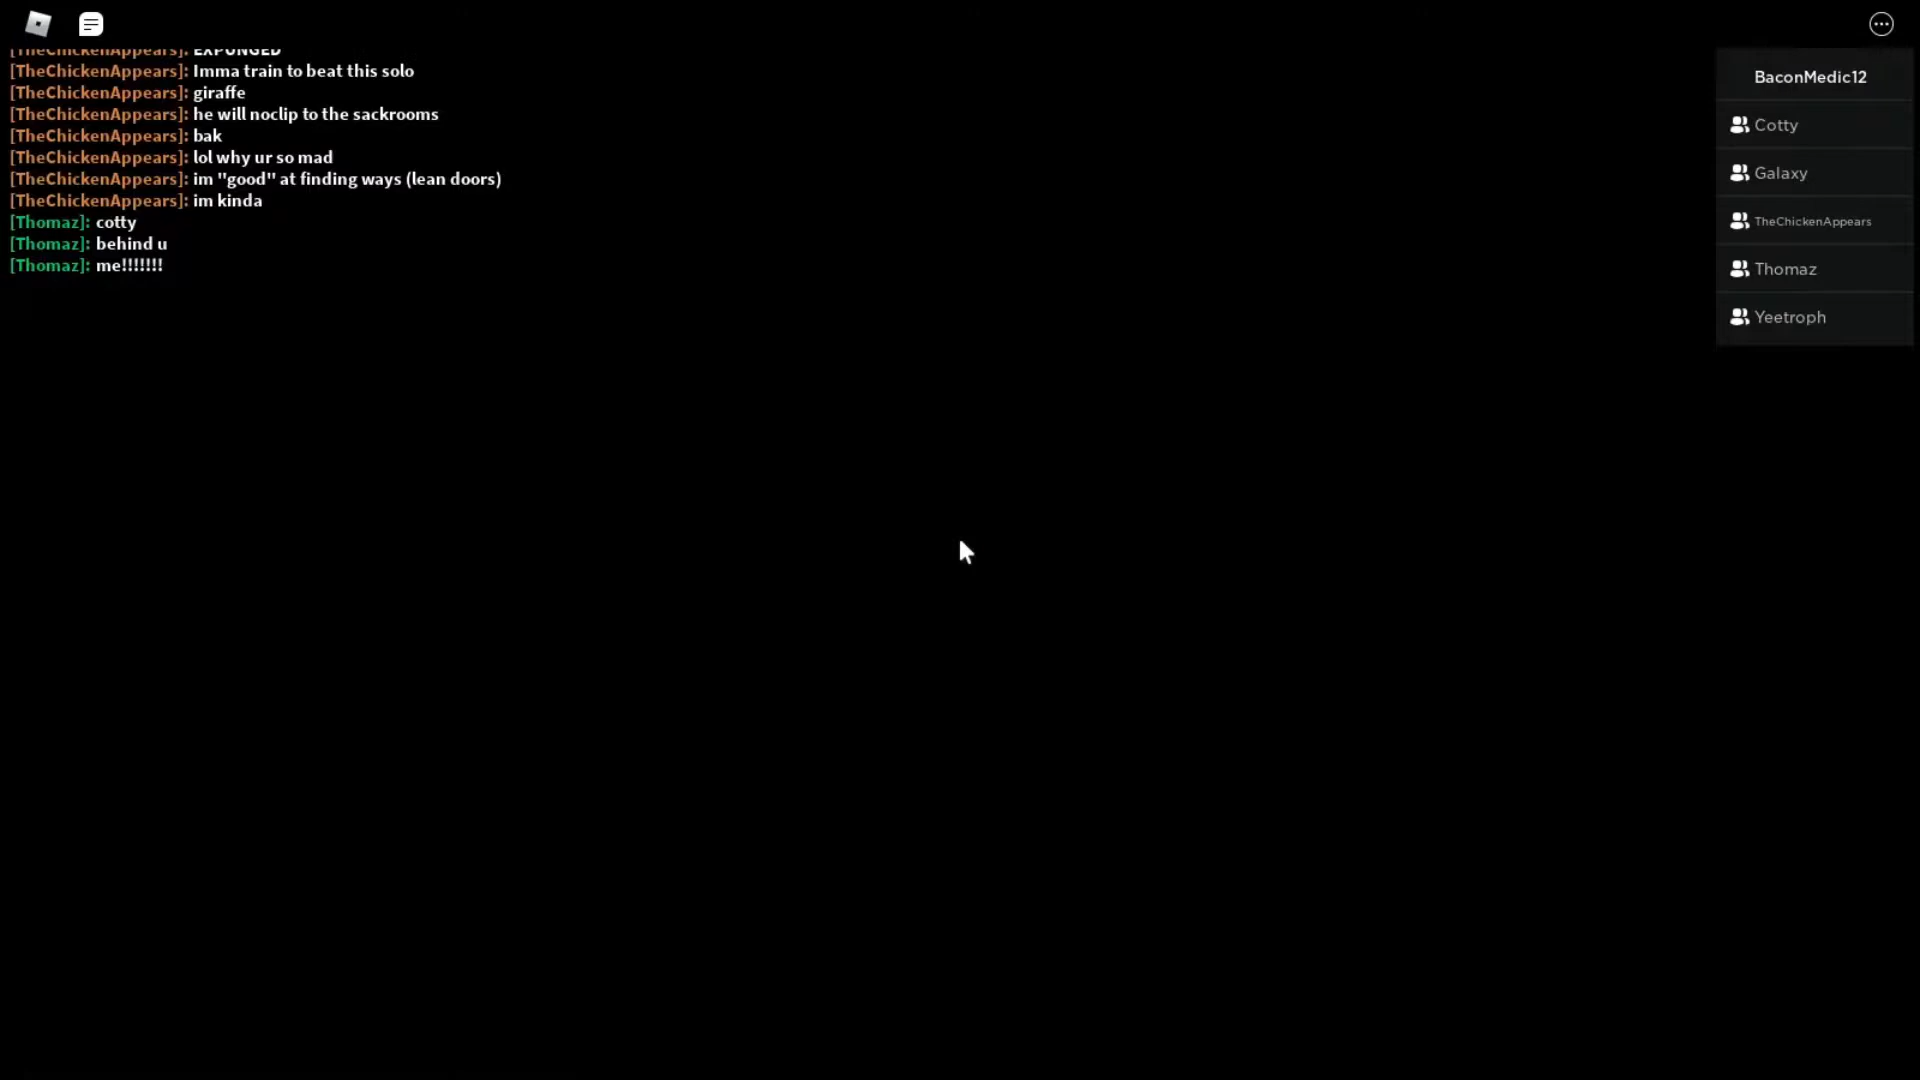 [TheChickenAppears]: EXPUNGED
[TheChickenAppears]: Imma train to beat this solo
[TheChickenAppears]: giraffe
[TheChickenAppears]: he will noclip to the sackrooms
[TheChickenAppears]: bak
[TheChickenAppears]: lol why ur so mad
[TheChickenAppears]: im "good" at finding ways (lean doors)
[TheChickenAppears]: im kinda
[Thomaz]: cotty
[Thomaz]: behind u
[Thomaz]: me!!!!!!!
BaconMedic12
Cotty
Galaxy
TheChickenAppears
Thomaz
Yeetroph